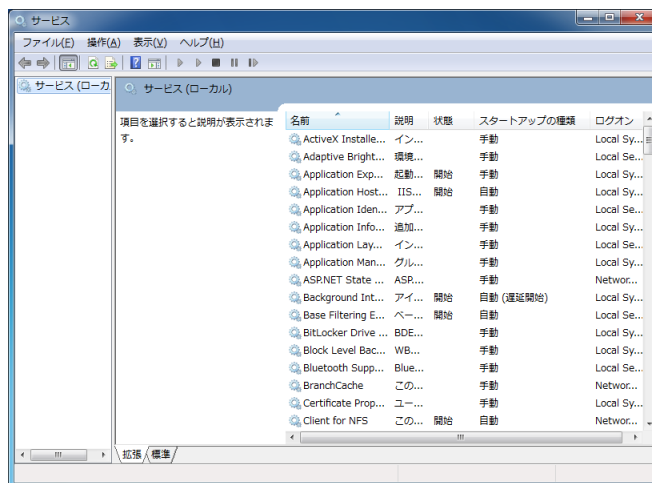 サービス
ファイル(F) 操作(A) 表示(V) ヘルプ(H)
サービス (ローカ
サービス (ローカル)
項目を選択すると説明が表示されま
す。
名前 説明 状態 スタートアップの種類 ログオン
ActiveX Installe... イン... 手動 Local Sy...
Adaptive Bright... 環境... 手動 Local Se...
Application Exp... 起動... 開始 手動 Local Sy...
Application Host... IIS... 開始 自動 Local Sy...
Application Iden... アプ... 手動 Local Se...
Application Info... 追加... 手動 Local Sy...
Application Lay... イン... 手動 Local Se...
Application Man... グル... 手動 Local Sy...
ASP.NET State ... ASP.... 手動 Networ...
Background Int... アイ... 開始 自動 (遅延開始) Local Sy...
Base Filtering E... ベー... 開始 自動 Local Se...
BitLocker Drive ... BDE... 手動 Local Sy...
Block Level Bac... WB... 手動 Local Sy...
Bluetooth Supp... Blue... 手動 Local Se...
BranchCache この... 手動 Networ...
Certificate Prop... ユー... 手動 Local Sy...
Client for NFS この... 開始 自動 Networ...
拡張 標準